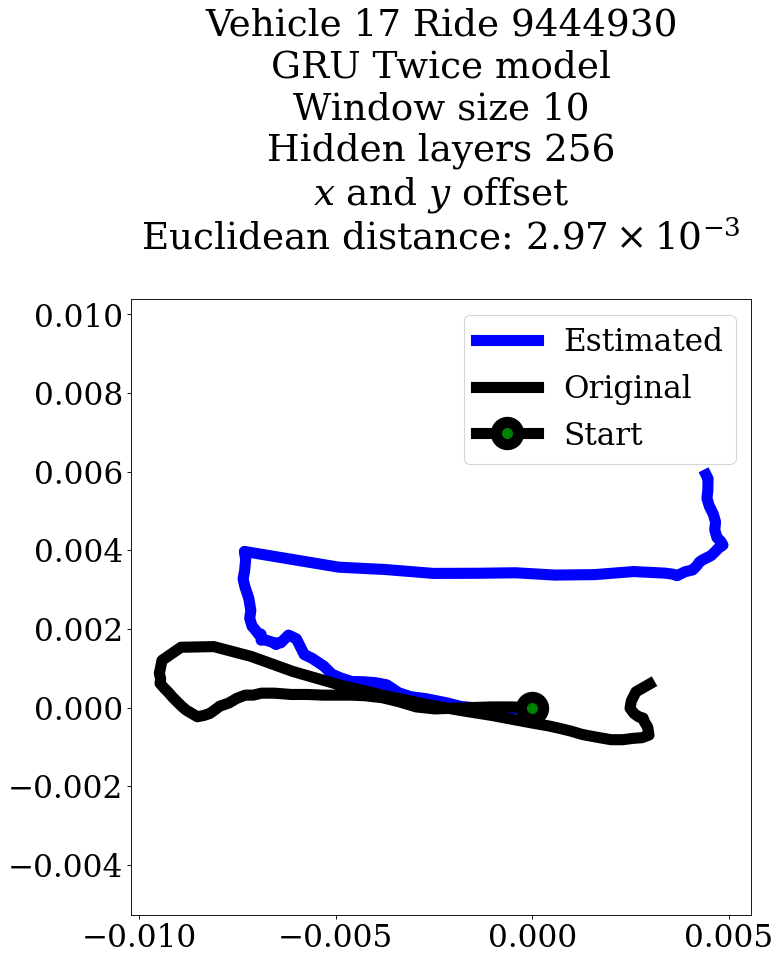 Vehicle 17 Ride 9444930
GRU Twice model
Window size 10
Hidden layers 256
x and y offset
Euclidean distance: 2.97 × 10⁻³
Estimated
Original
Start
0.010
0.008
0.006
0.004
0.002
0.000
−0.002
−0.004
−0.010 −0.005 0.000 0.005